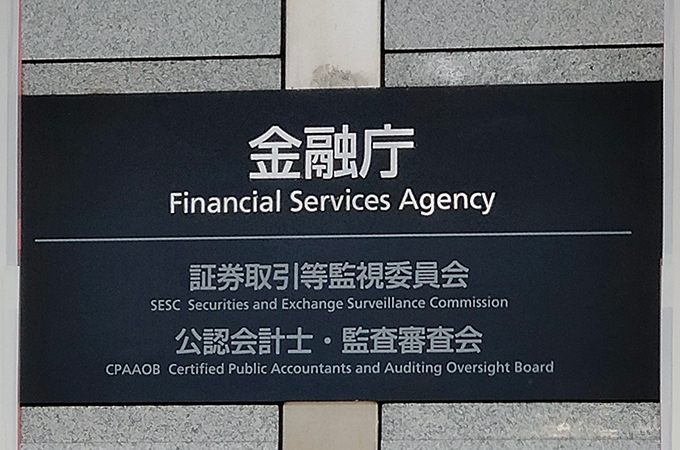 金融庁
Financial Services Agency
証券取引等監視委員会
SESC Securities and Exchange Surveillance Commission
公認会計士・監査審査会
CPAAOB Certified Public Accountants and Auditing Oversight Board